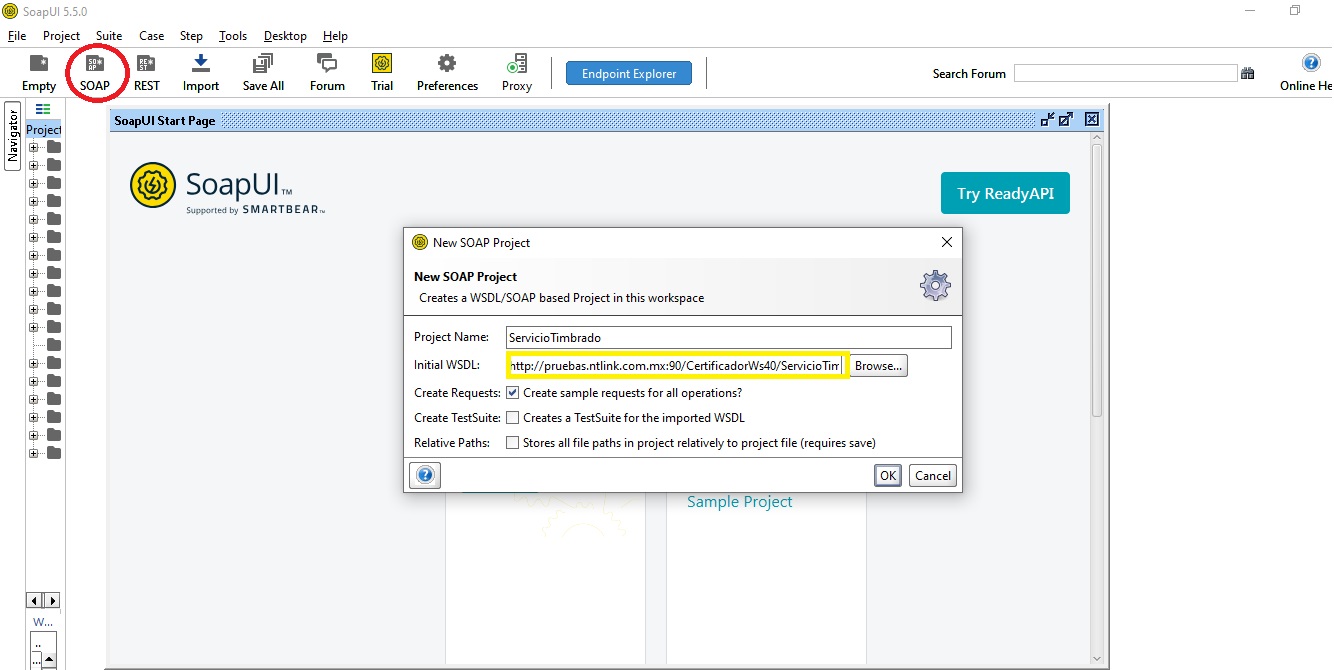 SoapUI 5.5.0
File Project Suite Case Step Tools Desktop Help
SO AP
RE ST
Empty SOAP REST Import Save All Forum Trial Preferences Proxy
Endpoint Explorer
Search Forum
Online He
Navigator
Project
SoapUI Start Page
SoapUI™
Supported by SMARTBEAR™
Try ReadyAPI
New SOAP Project
New SOAP Project
Creates a WSDL/SOAP based Project in this workspace
Project Name: ServicioTimbrado
Initial WSDL: http://pruebas.ntlink.com.mx:90/CertificadorWs40/ServicioTim Browse...
Create Requests: Create sample requests for all operations?
Create TestSuite: Creates a TestSuite for the imported WSDL
Relative Paths: Stores all file paths in project relatively to project file (requires save)
OK Cancel
Sample Project
W...
..
...